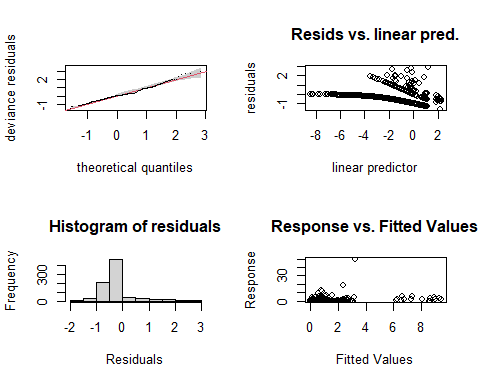 deviance residuals
2
-1
-1
0
1
2
3
theoretical quantiles
Resids vs. linear pred.
residuals
2
-1
-8
-6
-4
-2
0
2
linear predictor
Histogram of residuals
Frequency
300
0
-2
-1
0
1
2
3
Residuals
Response vs. Fitted Values
Response
30
0
0
2
4
6
8
Fitted Values